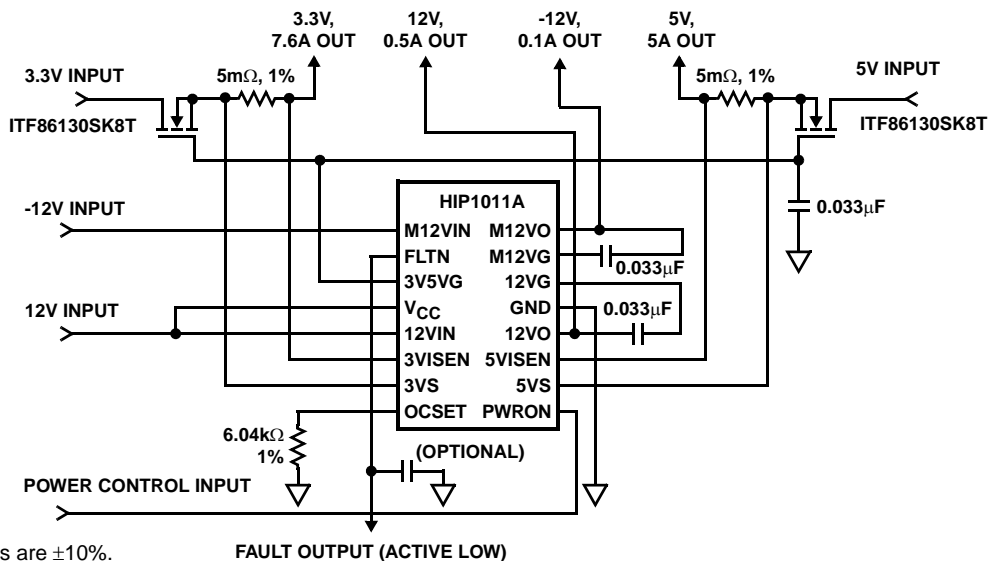 3.3V,
7.6A OUT
12V,
0.5A OUT
-12V,
0.1A OUT
5V,
5A OUT
3.3V INPUT
5mΩ, 1%
5mΩ, 1%
5V INPUT
ITF86130SK8T
ITF86130SK8T
-12V INPUT
12V INPUT
HIP1011A
M12VIN M12VO
FLTN M12VG
3V5VG 12VG
VCC GND
12VIN 12VO
3VISEN 5VISEN
3VS 5VS
OCSET PWRON
0.033μF
0.033μF
0.033μF
6.04kΩ
1%
(OPTIONAL)
POWER CONTROL INPUT
s are ±10%.
FAULT OUTPUT (ACTIVE LOW)